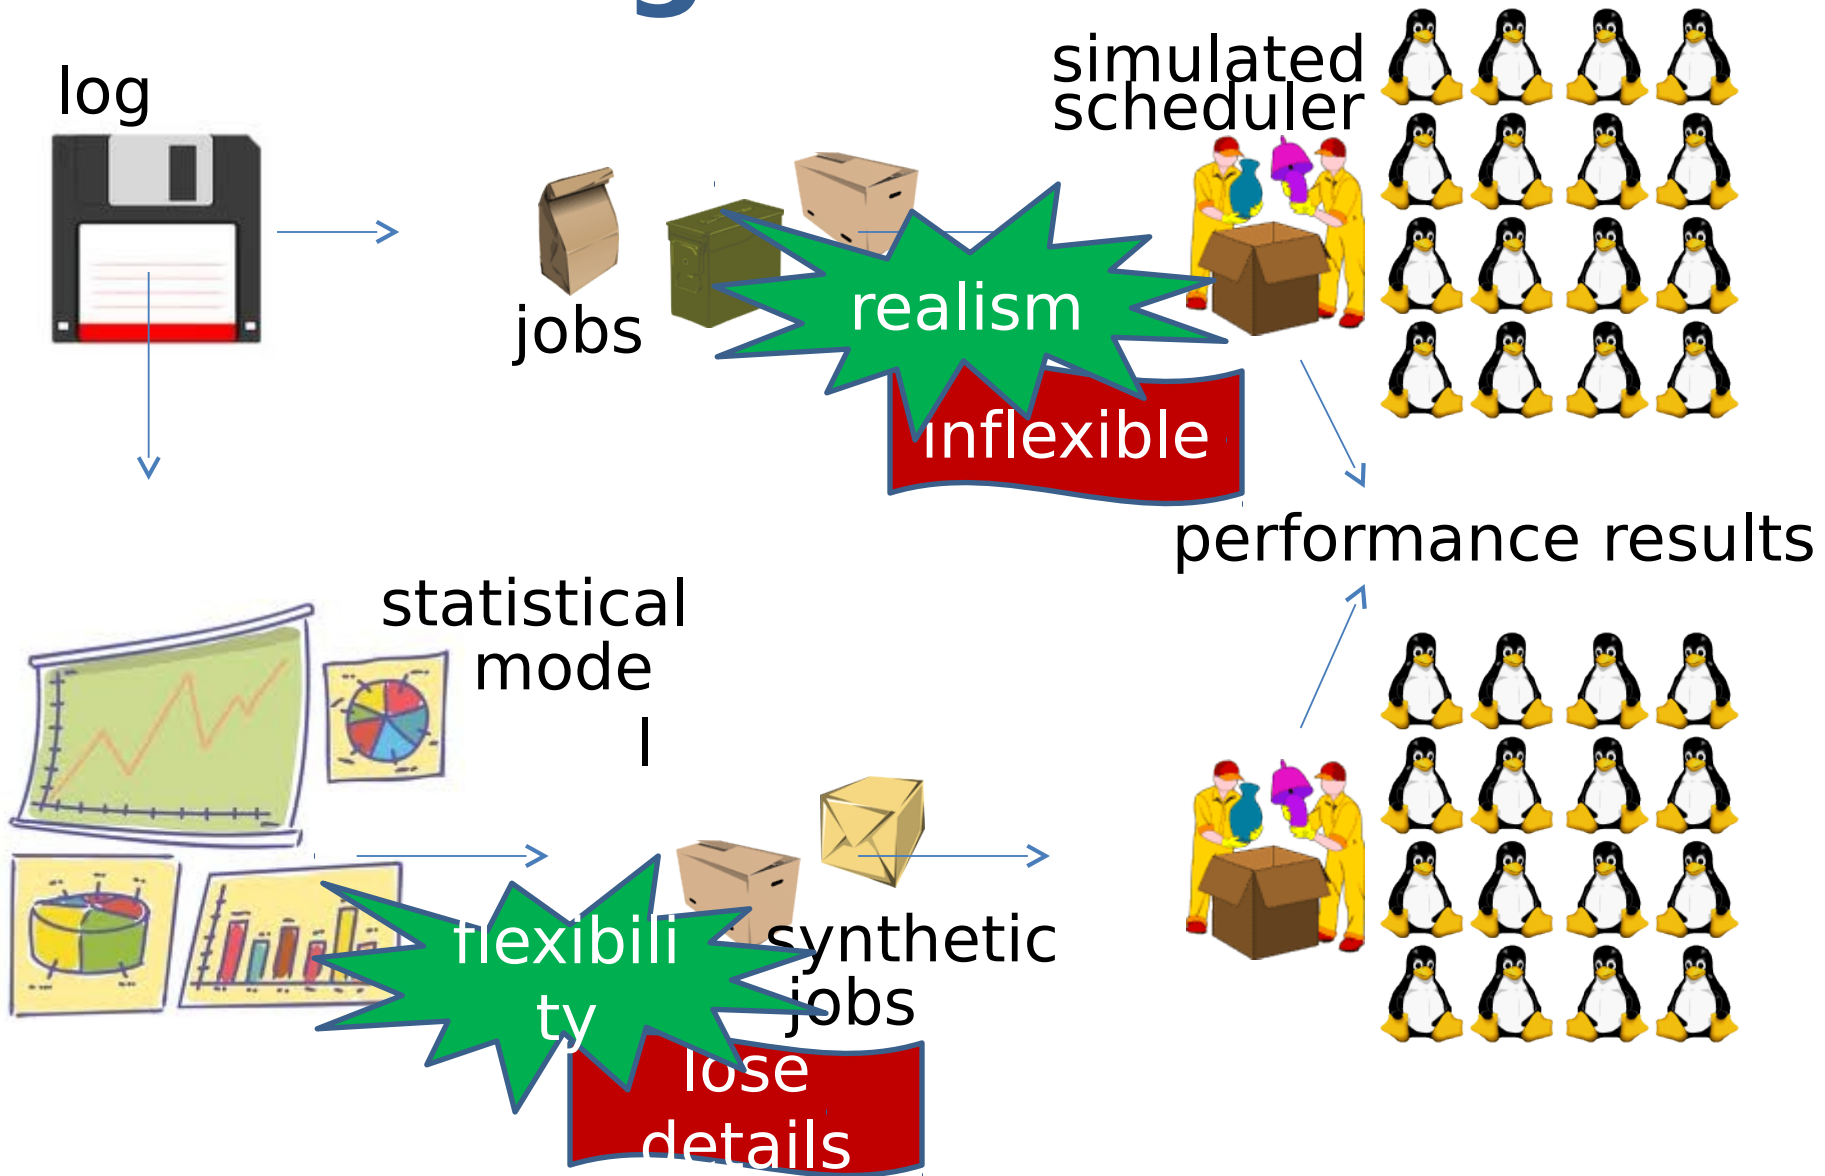 log
simulated
scheduler
jobs
realism
inflexible
performance results
statistical
mode
l
flexibili
ty
synthetic
jobs
lose
details